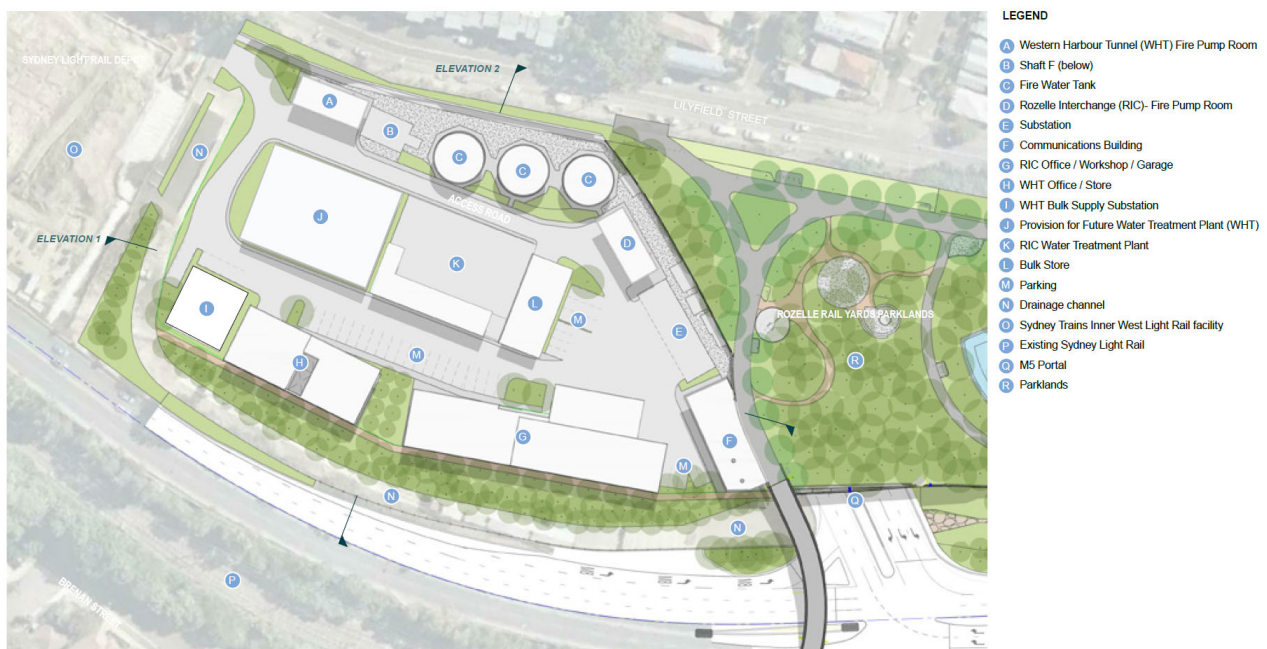 LEGEND
A Western Harbour Tunnel (WHT) Fire Pump Room
B Shaft F (below)
C Fire Water Tank
D Rozelle Interchange (RIC)- Fire Pump Room
E Substation
F Communications Building
G RIC Office / Workshop / Garage
H WHT Office / Store
I WHT Bulk Supply Substation
J Provision for Future Water Treatment Plant (WHT)
K RIC Water Treatment Plant
L Bulk Store
M Parking
N Drainage channel
O Sydney Trains Inner West Light Rail facility
P Existing Sydney Light Rail
Q M5 Portal
R Parklands
SYDNEY LIGHT RAIL DEPOT
ELEVATION 2
LILYFIELD STREET
A
B
O
N
C
C
C
ACCESS ROAD
J
ELEVATION 1
D
K
L
I
M
E
ROZELLE RAIL YARDS PARKLANDS
M
H
R
G
F
M
N
Q
N
P
BRENAN STREET